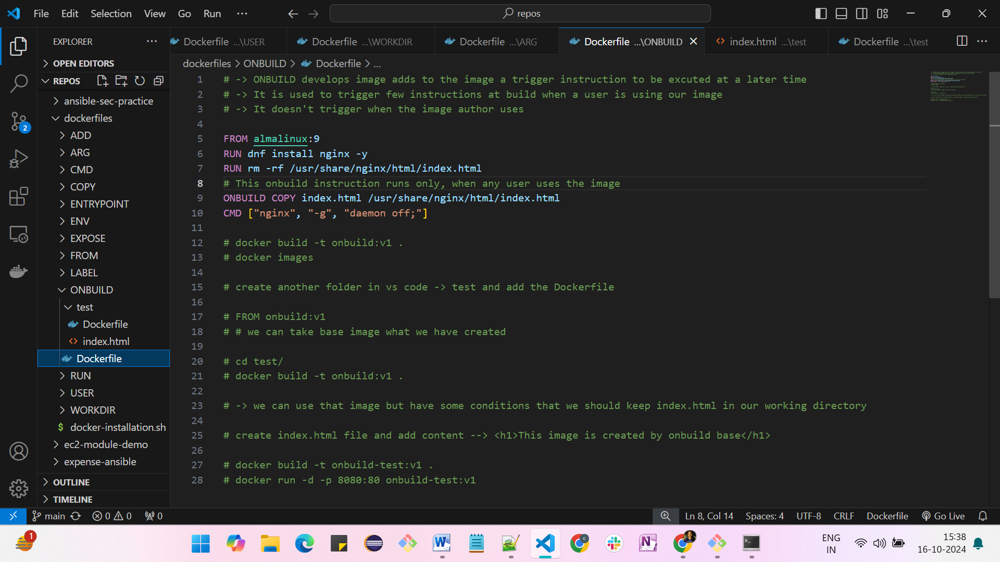 File Edit Selection View Go Run ··· repos
EXPLORER ···
Dockerfile ...\USER
Dockerfile ...\WORKDIR
Dockerfile ...\ARG
Dockerfile ...\ONBUILD
index.html ...\test
Dockerfile ...\test
dockerfiles > ONBUILD > Dockerfile > ...
OPEN EDITORS
REPOS
ansible-sec-practice
dockerfiles
ADD
ARG
CMD
COPY
ENTRYPOINT
ENV
EXPOSE
FROM
LABEL
ONBUILD
test
Dockerfile
index.html
Dockerfile
RUN
USER
WORKDIR
docker-installation.sh
ec2-module-demo
expense-ansible
OUTLINE
TIMELINE
2
1 # -> ONBUILD develops image adds to the image a trigger instruction to be excuted at a later time
2 # -> It is used to trigger few instructions at build when a user is using our image
3 # -> It doesn't trigger when the image author uses
4
5 FROM almalinux:9
6 RUN dnf install nginx -y
7 RUN rm -rf /usr/share/nginx/html/index.html
8 # This onbuild instruction runs only, when any user uses the image
9 ONBUILD COPY index.html /usr/share/nginx/html/index.html
10 CMD ["nginx", "-g", "daemon off;"]
11
12 # docker build -t onbuild:v1 .
13 # docker images
14
15 # create another folder in vs code -> test and add the Dockerfile
16
17 # FROM onbuild:v1
18 # # we can take base image what we have created
19
20 # cd test/
21 # docker build -t onbuild:v1 .
22
23 # -> we can use that image but have some conditions that we should keep index.html in our working directory
24
25 # create index.html file and add content --> <h1>This image is created by onbuild base</h1>
26
27 # docker build -t onbuild-test:v1 .
28 # docker run -d -p 8080:80 onbuild-test:v1
main 0 0 0 Ln 8, Col 14 Spaces: 4 UTF-8 CRLF Dockerfile Go Live
1
ENG
IN
15:38
16-10-2024